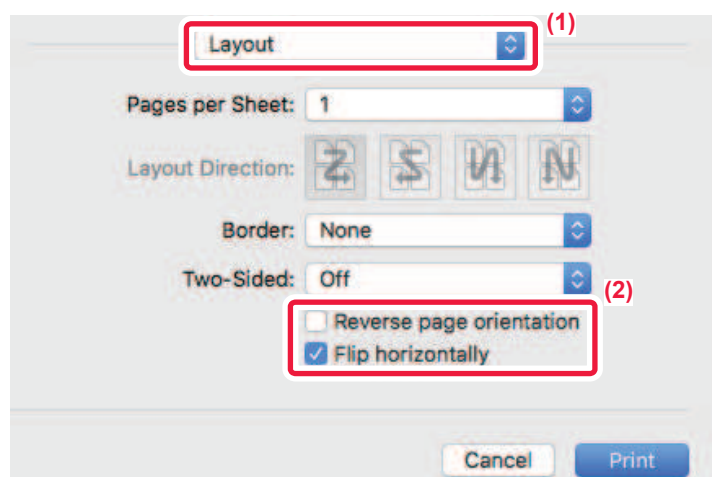 (1)
Layout
Pages per Sheet: 1
Layout Direction:
Border: None
Two-Sided: Off
(2)
Reverse page orientation
Flip horizontally
Cancel Print